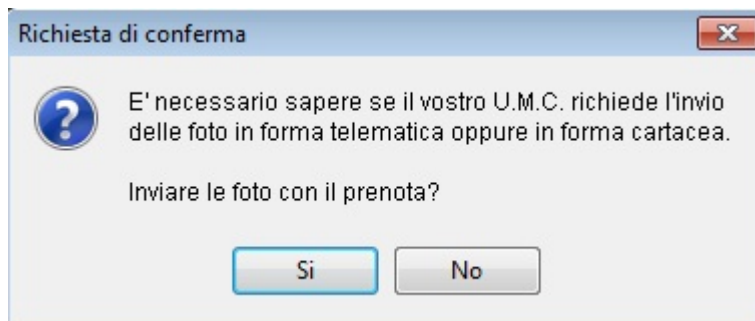 Richiesta di conferma
E' necessario sapere se il vostro U.M.C. richiede l'invio
delle foto in forma telematica oppure in forma cartacea.
Inviare le foto con il prenota?
Si
No